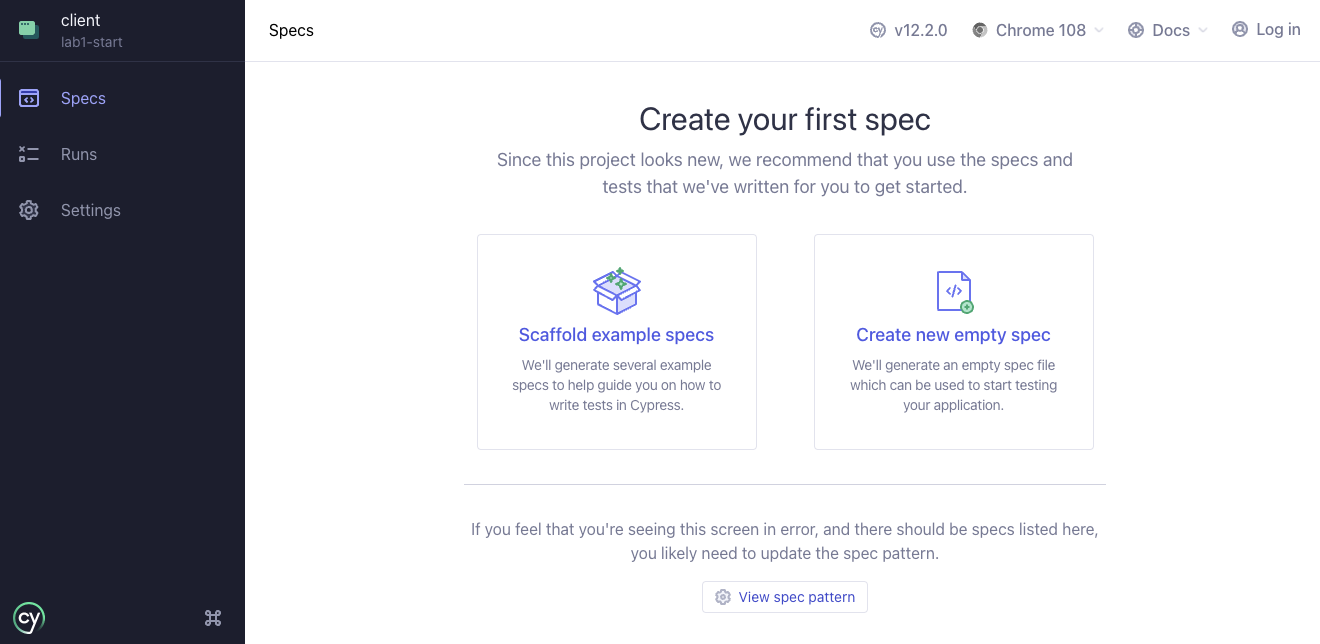 client
lab1-start
Specs
Runs
Settings
cy
Specs
cy
v12.2.0
Chrome 108
Docs
Log in
Create your first spec
Since this project looks new, we recommend that you use the specs and
tests that we've written for you to get started.
Scaffold example specs
We'll generate several example
specs to help guide you on how to
write tests in Cypress.
</>
Create new empty spec
We'll generate an empty spec file
which can be used to start testing
your application.
If you feel that you're seeing this screen in error, and there should be specs listed here,
you likely need to update the spec pattern.
View spec pattern